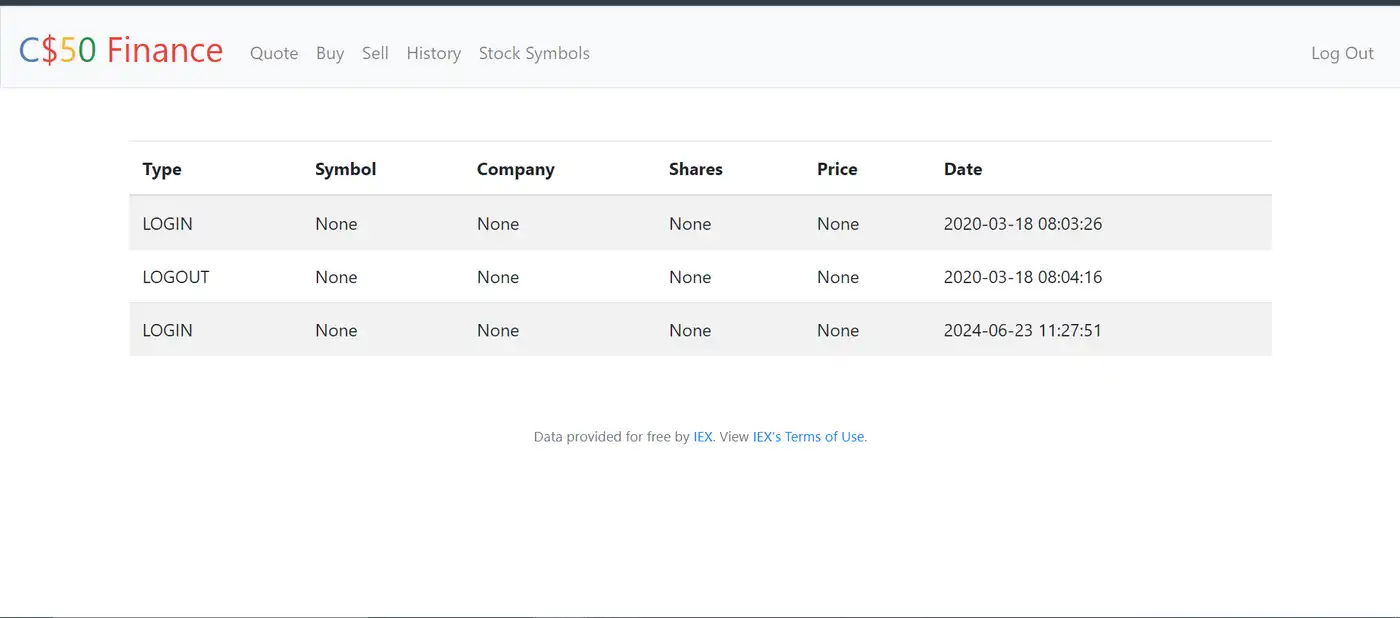 C$50 Finance Quote Buy Sell History Stock Symbols Log Out
Type Symbol Company Shares Price Date
LOGIN None None None None 2020-03-18 08:03:26
LOGOUT None None None None 2020-03-18 08:04:16
LOGIN None None None None 2024-06-23 11:27:51
Data provided for free by IEX. View IEX's Terms of Use.